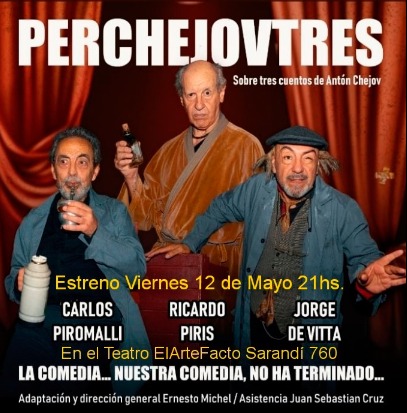 PERCHEJOVTRES
Sobre tres cuentos de Antón Chejov
Estreno Viernes 12 de Mayo 21hs.
CARLOS RICARDO JORGE
PIROMALLI PIRIS DE VITTA
En el Teatro ElArteFacto Sarandí 760
LA COMEDIA... NUESTRA COMEDIA, NO HA TERMINADO...
Adaptación y dirección general Ernesto Michel / Asistencia Juan Sebastian Cruz